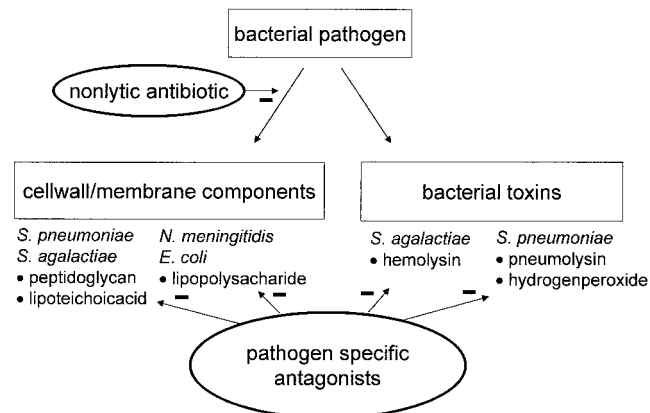 bacterial pathogen
nonlytic antibiotic
cellwall/membrane components
S. pneumoniae
S. agalactiae
• peptidoglycan
• lipoteichoicacid
N. meningitidis
E. coli
• lipopolysacharide
bacterial toxins
S. agalactiae
• hemolysin
S. pneumoniae
• pneumolysin
• hydrogenperoxide
pathogen specific
antagonists